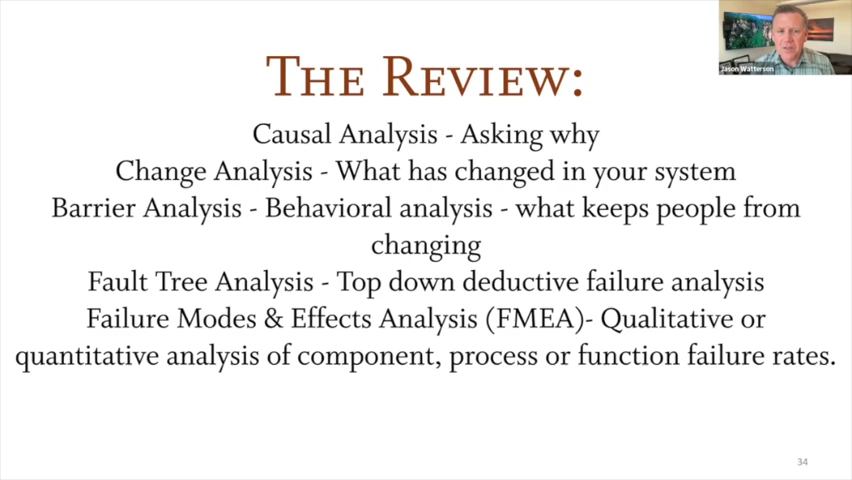 THE REVIEW:
Causal Analysis - Asking why
Change Analysis - What has changed in your system
Barrier Analysis - Behavioral analysis - what keeps people from
changing
Fault Tree Analysis - Top down deductive failure analysis
Failure Modes & Effects Analysis (FMEA)- Qualitative or
quantitative analysis of component, process or function failure rates.
Jason Watterson
34